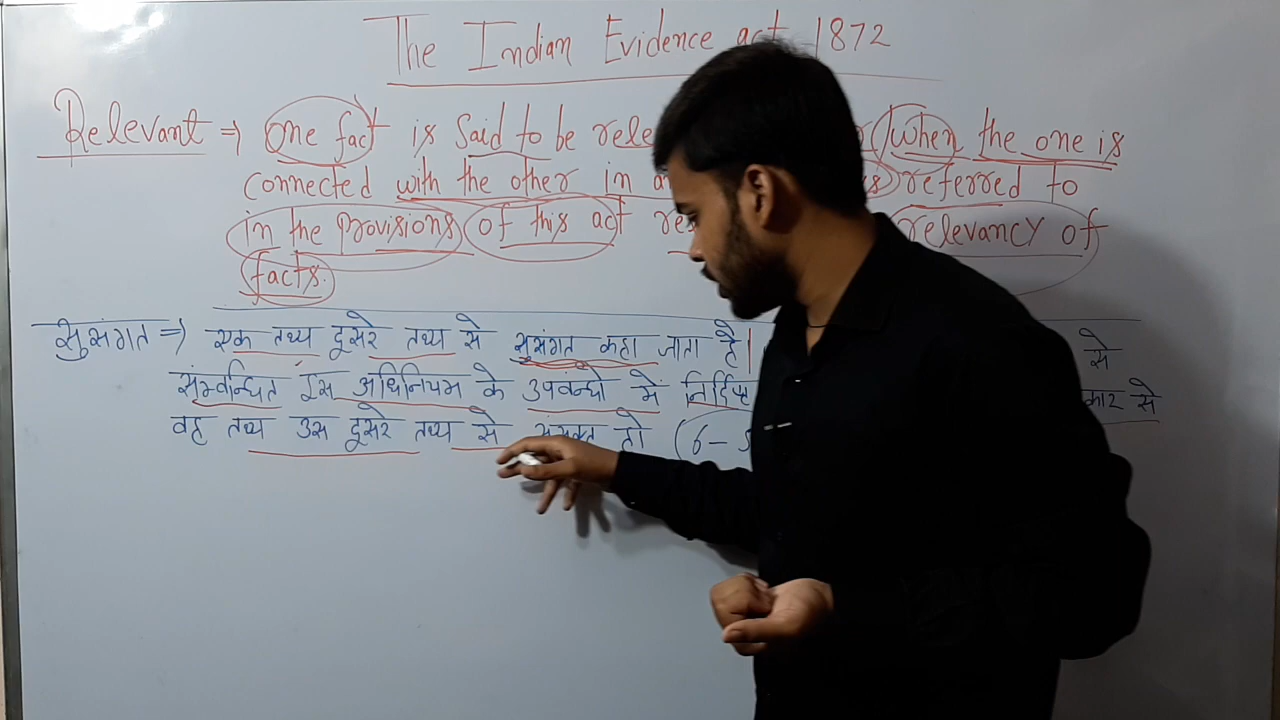 The Indian Evidence act 1872
Relevant ⇒ One fact is said to be (when the one is
connected with the other in referred to
in the provisions of this act relevancy of
facts.
सुसंगत ⇒ एक तथ्य दूसरे तथ्य से सुसंगत कहा जाता है। से
सम्बन्धित इस अधिनियम के उपबन्धो में निर्दिष्ट से
वह तथ्य उस दूसरे तथ्य से हो (6-